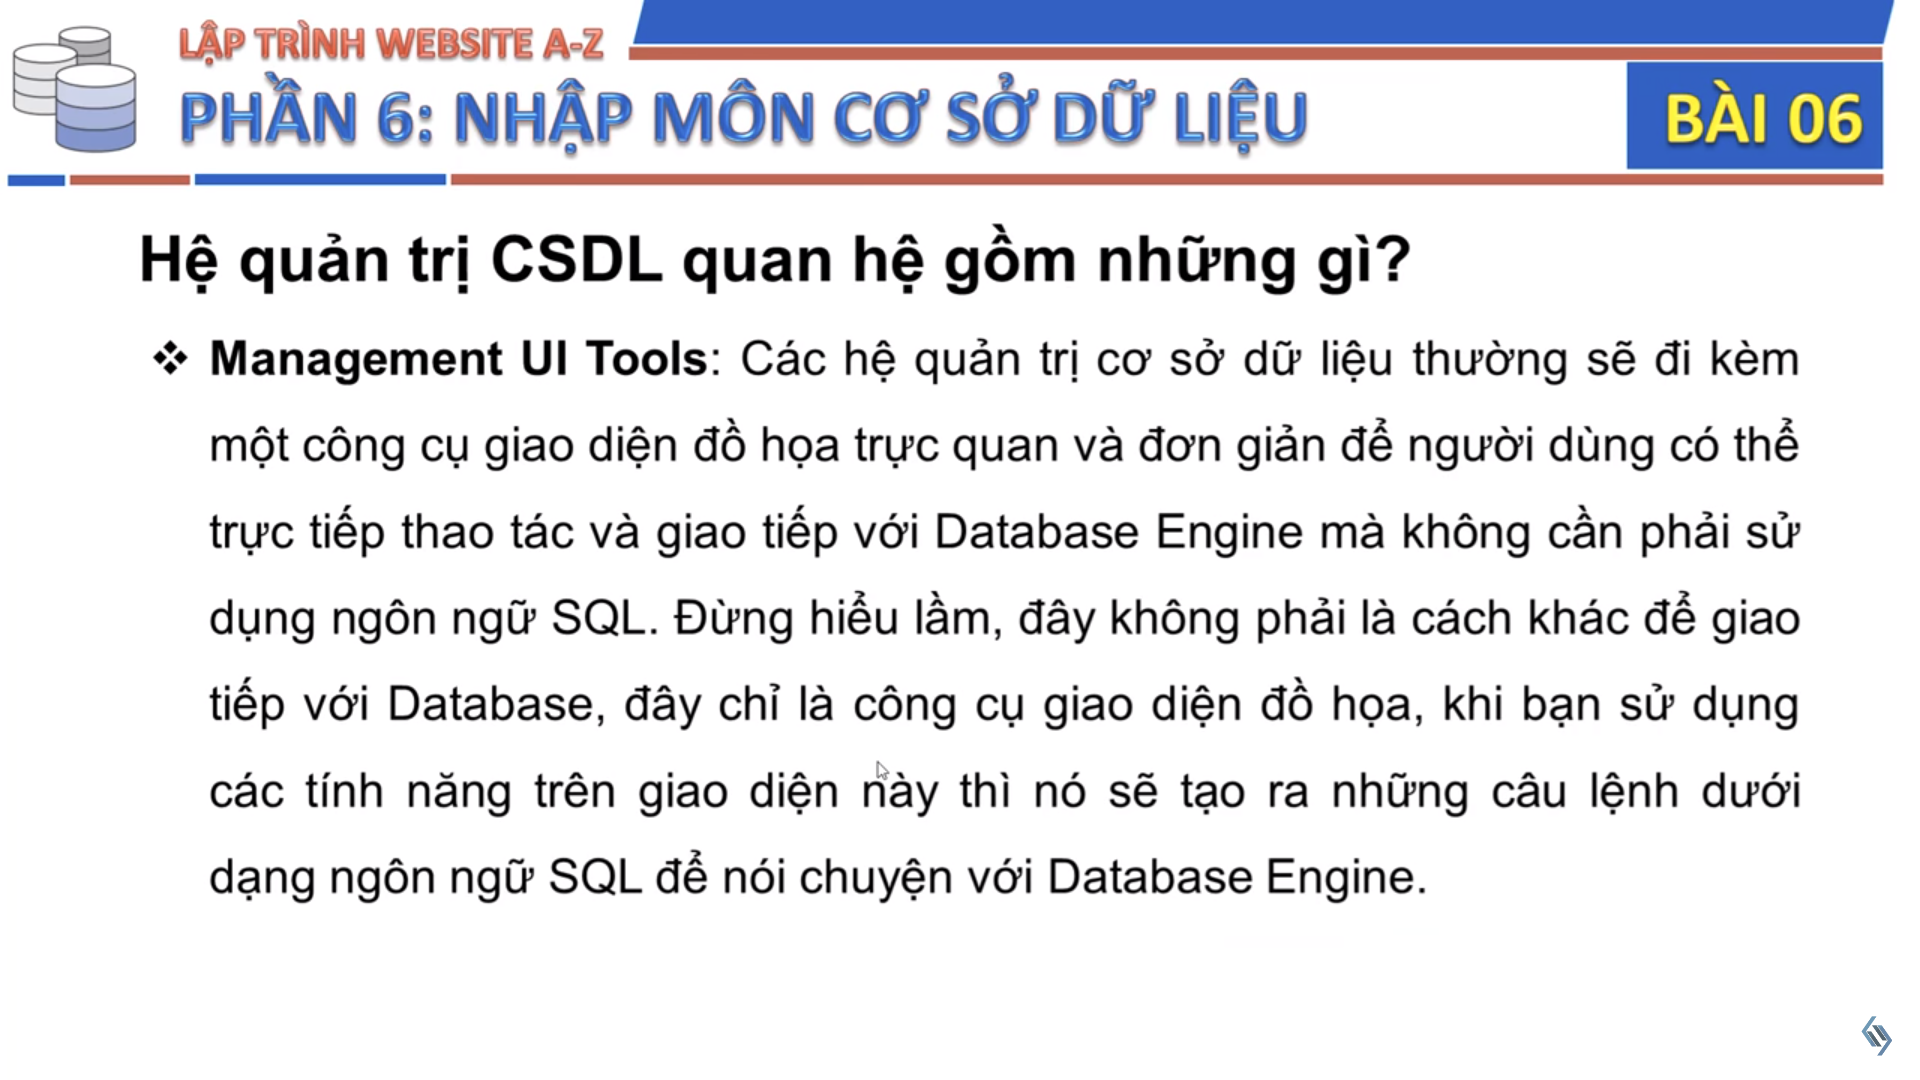 LẬP TRÌNH WEBSITE A-Z
PHẦN 6: NHẬP MÔN CƠ SỞ DỮ LIỆU
BÀI 06
Hệ quản trị CSDL quan hệ gồm những gì?
❖ Management UI Tools: Các hệ quản trị cơ sở dữ liệu thường sẽ đi kèm
một công cụ giao diện đồ họa trực quan và đơn giản để người dùng có thể
trực tiếp thao tác và giao tiếp với Database Engine mà không cần phải sử
dụng ngôn ngữ SQL. Đừng hiểu lầm, đây không phải là cách khác để giao
tiếp với Database, đây chỉ là công cụ giao diện đồ họa, khi bạn sử dụng
các tính năng trên giao diện này thì nó sẽ tạo ra những câu lệnh dưới
dạng ngôn ngữ SQL để nói chuyện với Database Engine.